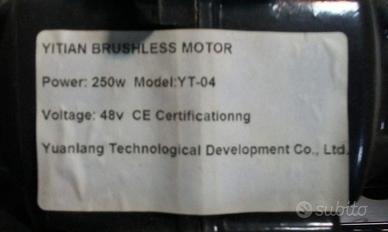 YITIAN BRUSHLESS MOTOR
Power: 250w Model:YT-04
Voltage: 48v CE Certificationng
Yuanlang Technological Development Co., Ltd.
subito